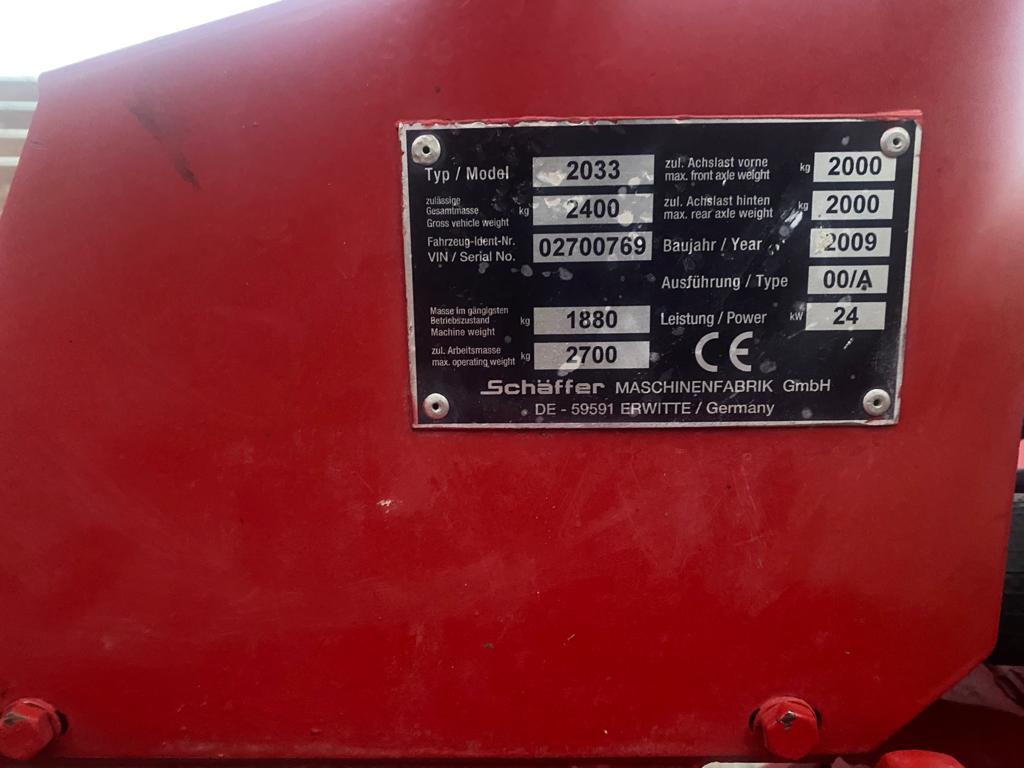 Typ / Model 2033
zulässige
Gesamtmasse
Gross vehicle weight kg 2400
Fahrzeug-Ident-Nr.
VIN / Serial No. 02700769
Masse im gängigsten
Betriebszustand
Machine weight kg 1880
zul. Arbeitsmasse
max. operating weight kg 2700
zul. Achslast vorne
max. front axle weight kg 2000
zul. Achslast hinten
max. rear axle weight kg 2000
Baujahr / Year 2009
Ausführung / Type 00/A
Leistung / Power kW 24
CE
Schäffer MASCHINENFABRIK GmbH
DE - 59591 ERWITTE / Germany